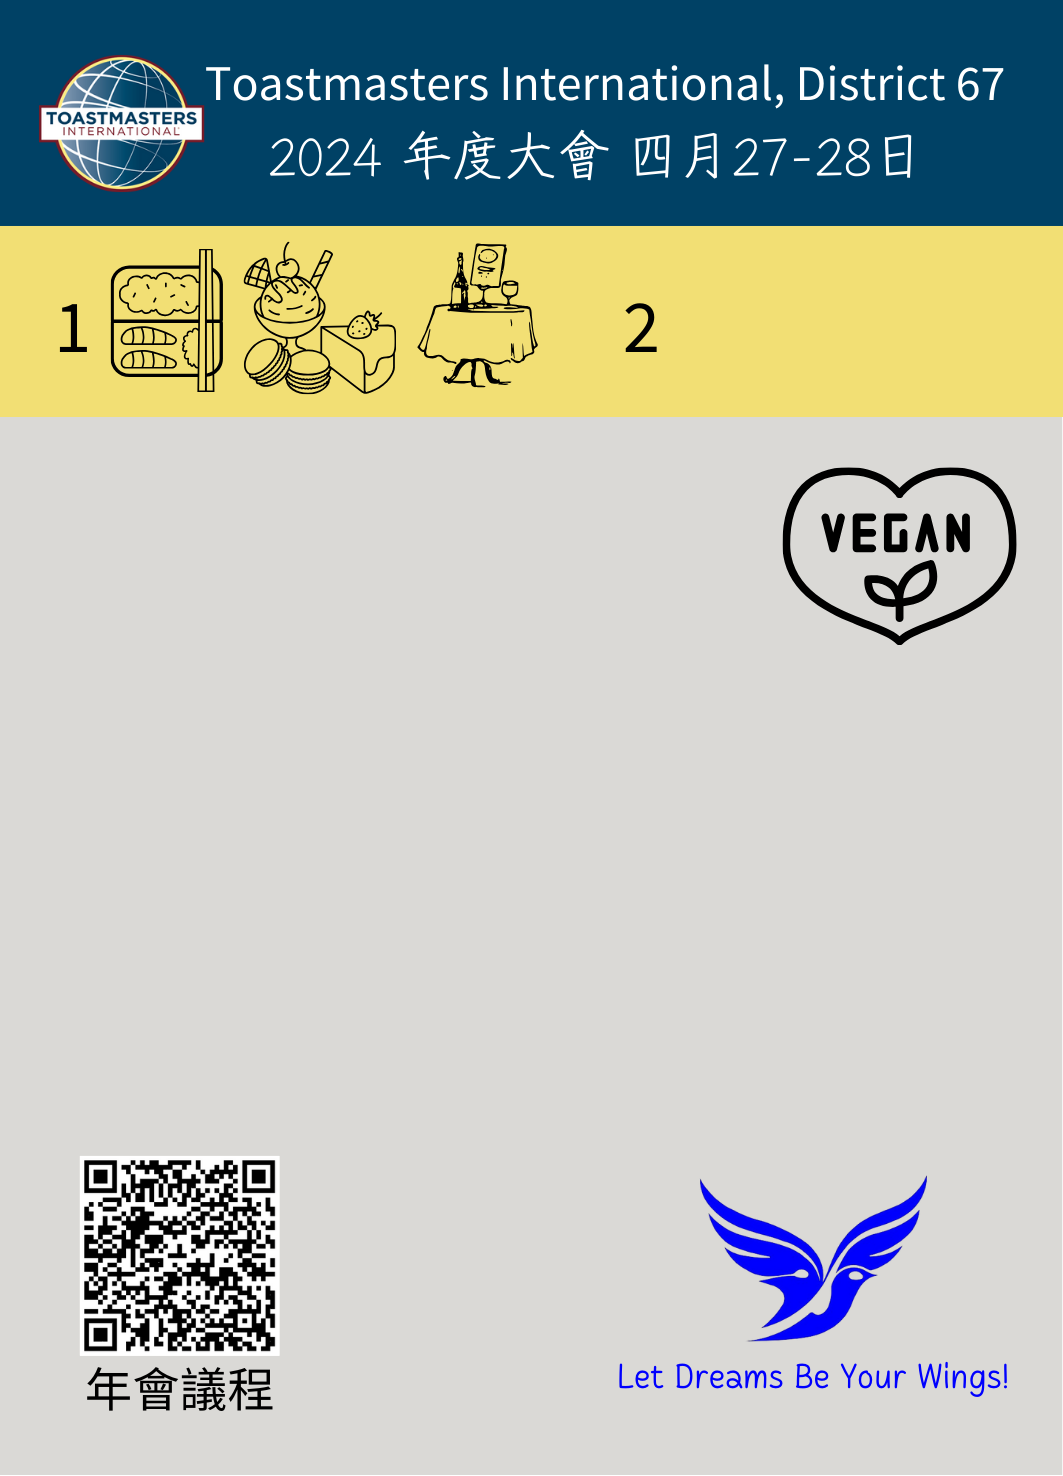 TOASTMASTERS
INTERNATIONAL
Toastmasters International, District 67
2024 年度大會 四月27-28日
1
2
VEGAN
年會議程
Let Dreams Be Your Wings!